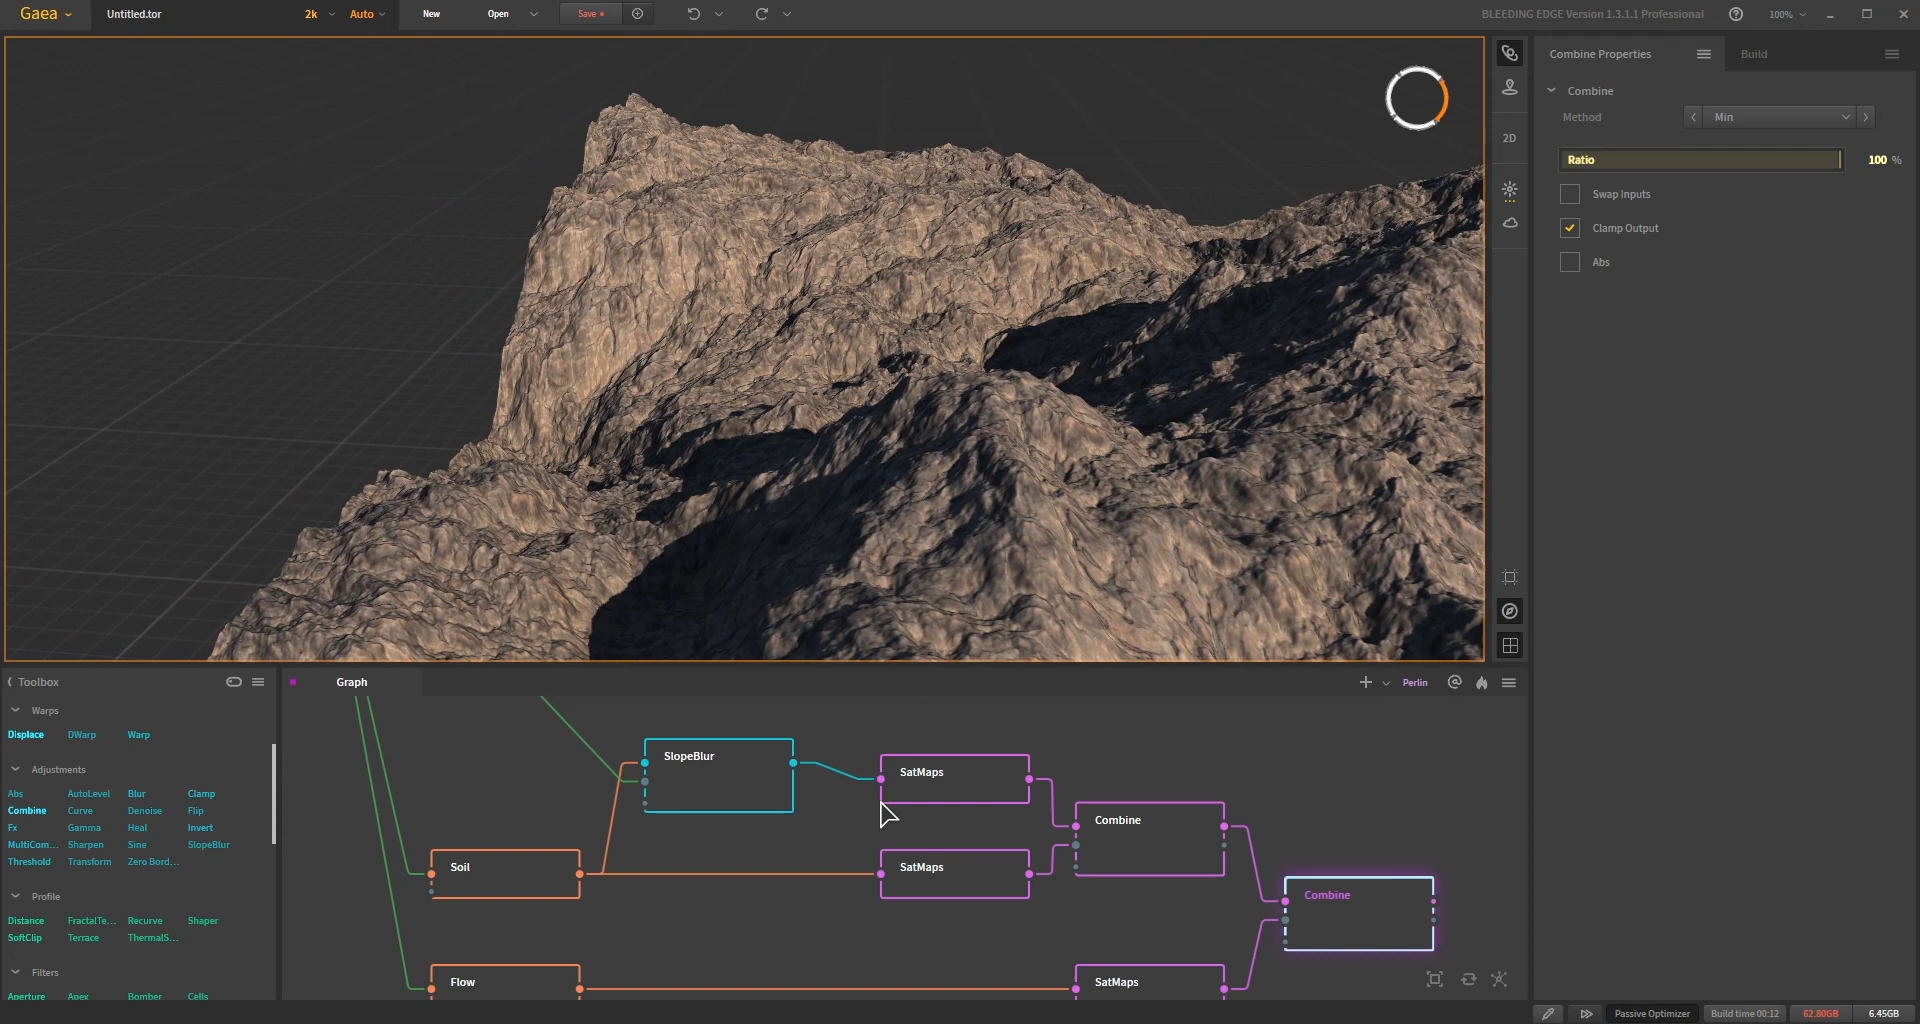 Gaea
Untitled.tor
2k
Auto
New
Open
Save
BLEEDING EDGE Version 1.3.1.1 Professional
100%
Combine Properties
Build
Combine
Method
Min
Ratio
100 %
Swap Inputs
Clamp Output
Abs
2D
Toolbox
Warps
Displace DWarp Warp
Adjustments
Abs AutoLevel Blur Clamp
Combine Curve Denoise Flip
Fx Gamma Heal Invert
MultiCom... Sharpen Sine SlopeBlur
Threshold Transform Zero Bord...
Profile
Distance FractalTe... Recurve Shaper
SoftClip Terrace ThermalS...
Filters
Aperture Apex Bomber Cells
Graph
Perlin
SlopeBlur
SatMaps
Combine
Soil
SatMaps
Combine
Flow
SatMaps
Passive Optimizer
Build time 00:12
62.80GB
6.45GB